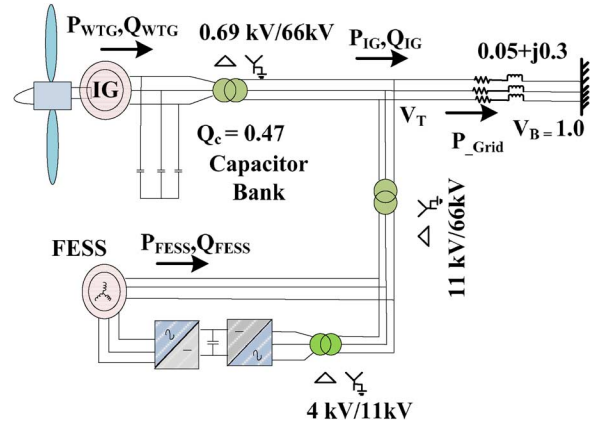 P_WTG,Q_WTG
0.69 kV/66kV
P_IG,Q_IG
0.05+j0.3
IG
V_T
V_B = 1.0
P__Grid
Q_c = 0.47
Capacitor
Bank
11 kV/66kV
FESS
P_FESS,Q_FESS
4 kV/11kV